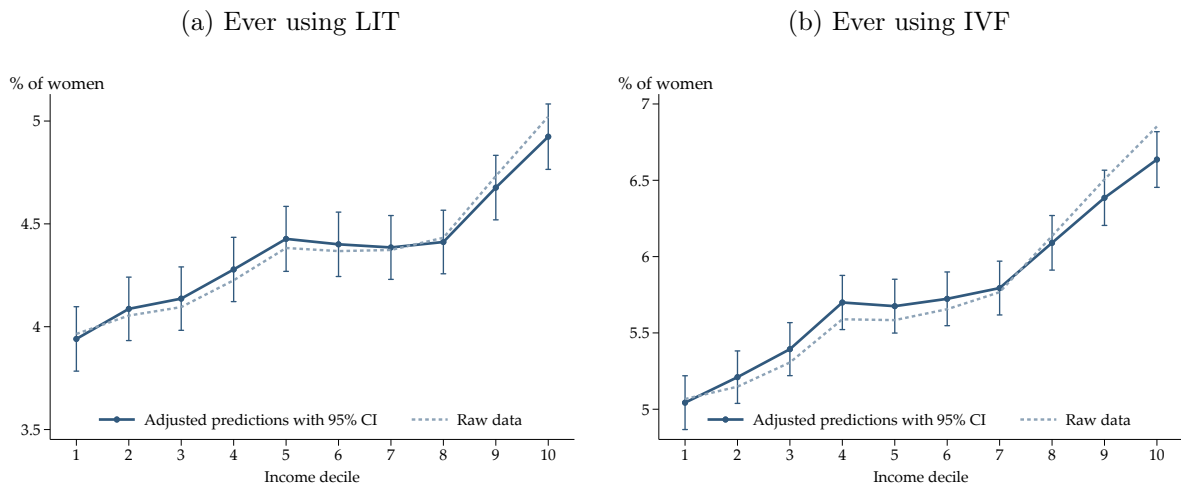 (a) Ever using LIT
% of women
5
4.5
4
3.5
Adjusted predictions with 95% CI
Raw data
1 2 3 4 5 6 7 8 9 10
Income decile
(b) Ever using IVF
% of women
7
6.5
6
5.5
5
Adjusted predictions with 95% CI
Raw data
1 2 3 4 5 6 7 8 9 10
Income decile